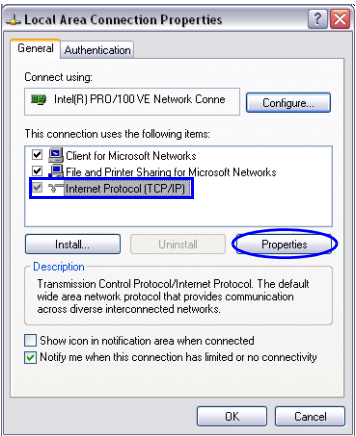 Local Area Connection Properties
General
Authentication
Connect using:
Intel(R) PRO/100 VE Network Conne
Configure...
This connection uses the following items:
Client for Microsoft Networks
File and Printer Sharing for Microsoft Networks
Internet Protocol (TCP/IP)
Install...
Uninstall
Properties
Description
Transmission Control Protocol/Internet Protocol. The default
wide area network protocol that provides communication
across diverse interconnected networks.
Show icon in notification area when connected
Notify me when this connection has limited or no connectivity
OK
Cancel